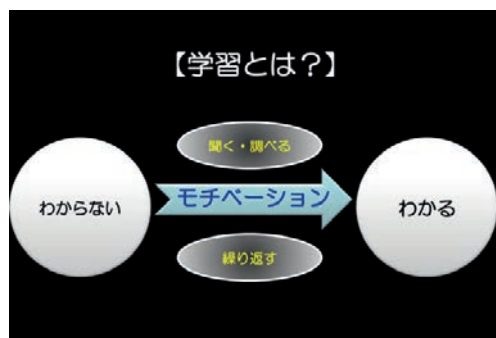 【学習とは？】
聞く・調べる
わからない
モチベーション
わかる
繰り返す